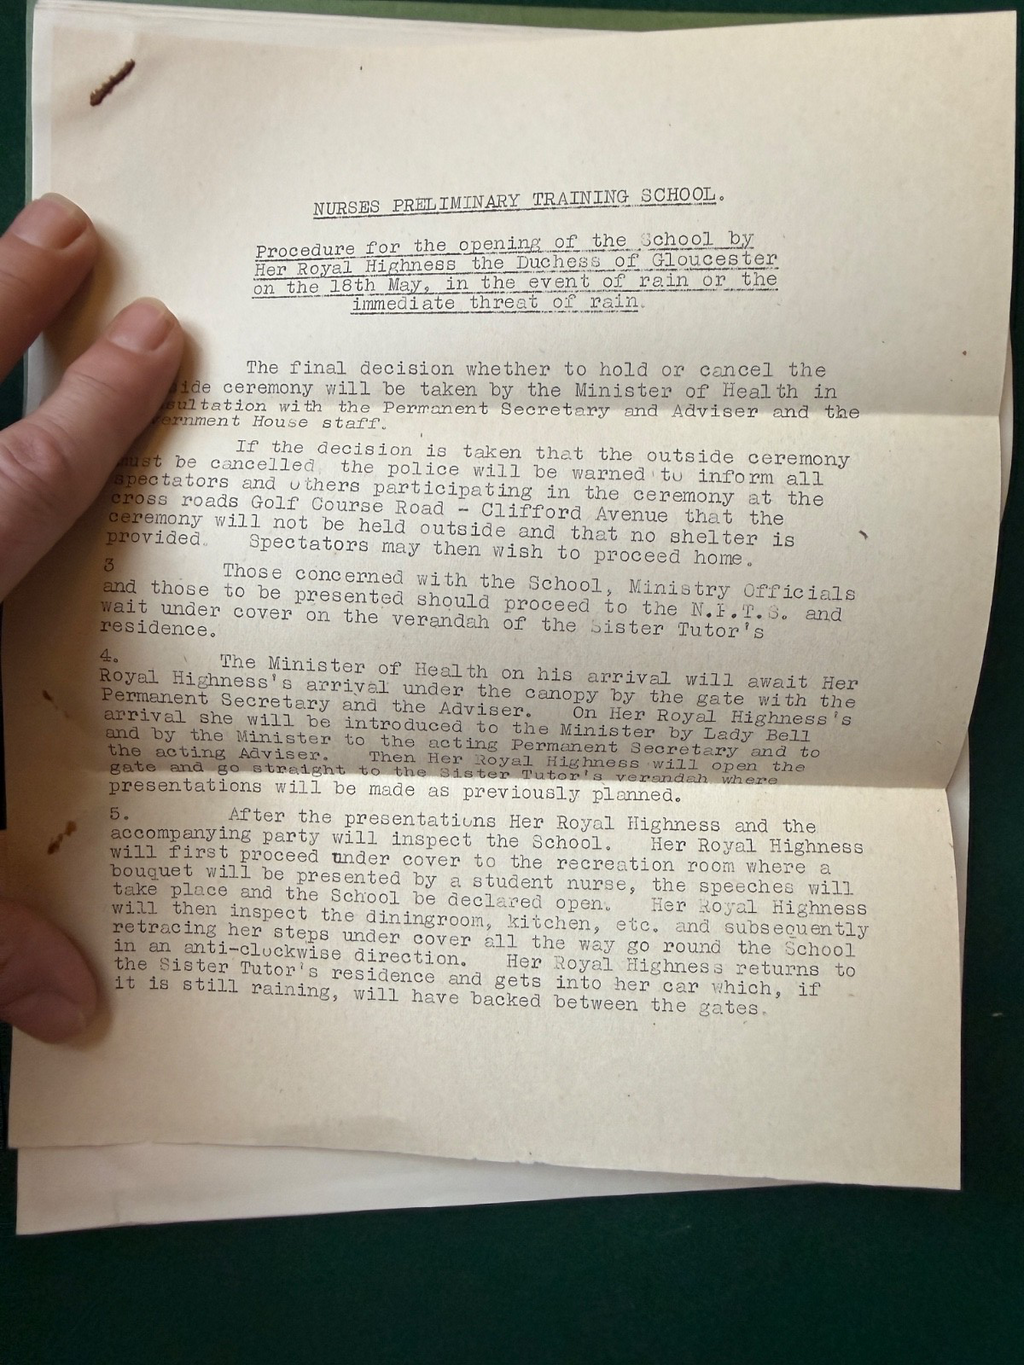 NURSES PRELIMINARY TRAINING SCHOOL.
Procedure for the opening of the School by
Her Royal Highness the Duchess of Gloucester
on the 18th May, in the event of rain or the
immediate threat of rain.
The final decision whether to hold or cancel the
ide ceremony will be taken by the Minister of Health in
sultation with the Permanent Secretary and Adviser and the
ernment House staff.
If the decision is taken that the outside ceremony
must be cancelled the police will be warned to inform all
spectators and others participating in the ceremony at the
cross roads Golf Course Road - Clifford Avenue that the
ceremony will not be held outside and that no shelter is
provided. Spectators may then wish to proceed home.
3 Those concerned with the School, Ministry Officials
and those to be presented should proceed to the N.I.T.S. and
wait under cover on the verandah of the Sister Tutor's
residence.
4. The Minister of Health on his arrival will await Her
Royal Highness's arrival under the canopy by the gate with the
Permanent Secretary and the Adviser. On Her Royal Highness's
arrival she will be introduced to the Minister by Lady Bell
and by the Minister to the acting Permanent Secretary and to
the acting Adviser. Then Her Royal Highness will open the
gate and go straight to the Sister Tutor's verandah where
presentations will be made as previously planned.
5. After the presentations Her Royal Highness and the
accompanying party will inspect the School. Her Royal Highness
will first proceed under cover to the recreation room where a
bouquet will be presented by a student nurse, the speeches will
take place and the School be declared open. Her Royal Highness
will then inspect the diningroom, kitchen, etc. and subsequently
retracing her steps under cover all the way go round the School
in an anti-clockwise direction. Her Royal Highness returns to
the Sister Tutor's residence and gets into her car which, if
it is still raining, will have backed between the gates.